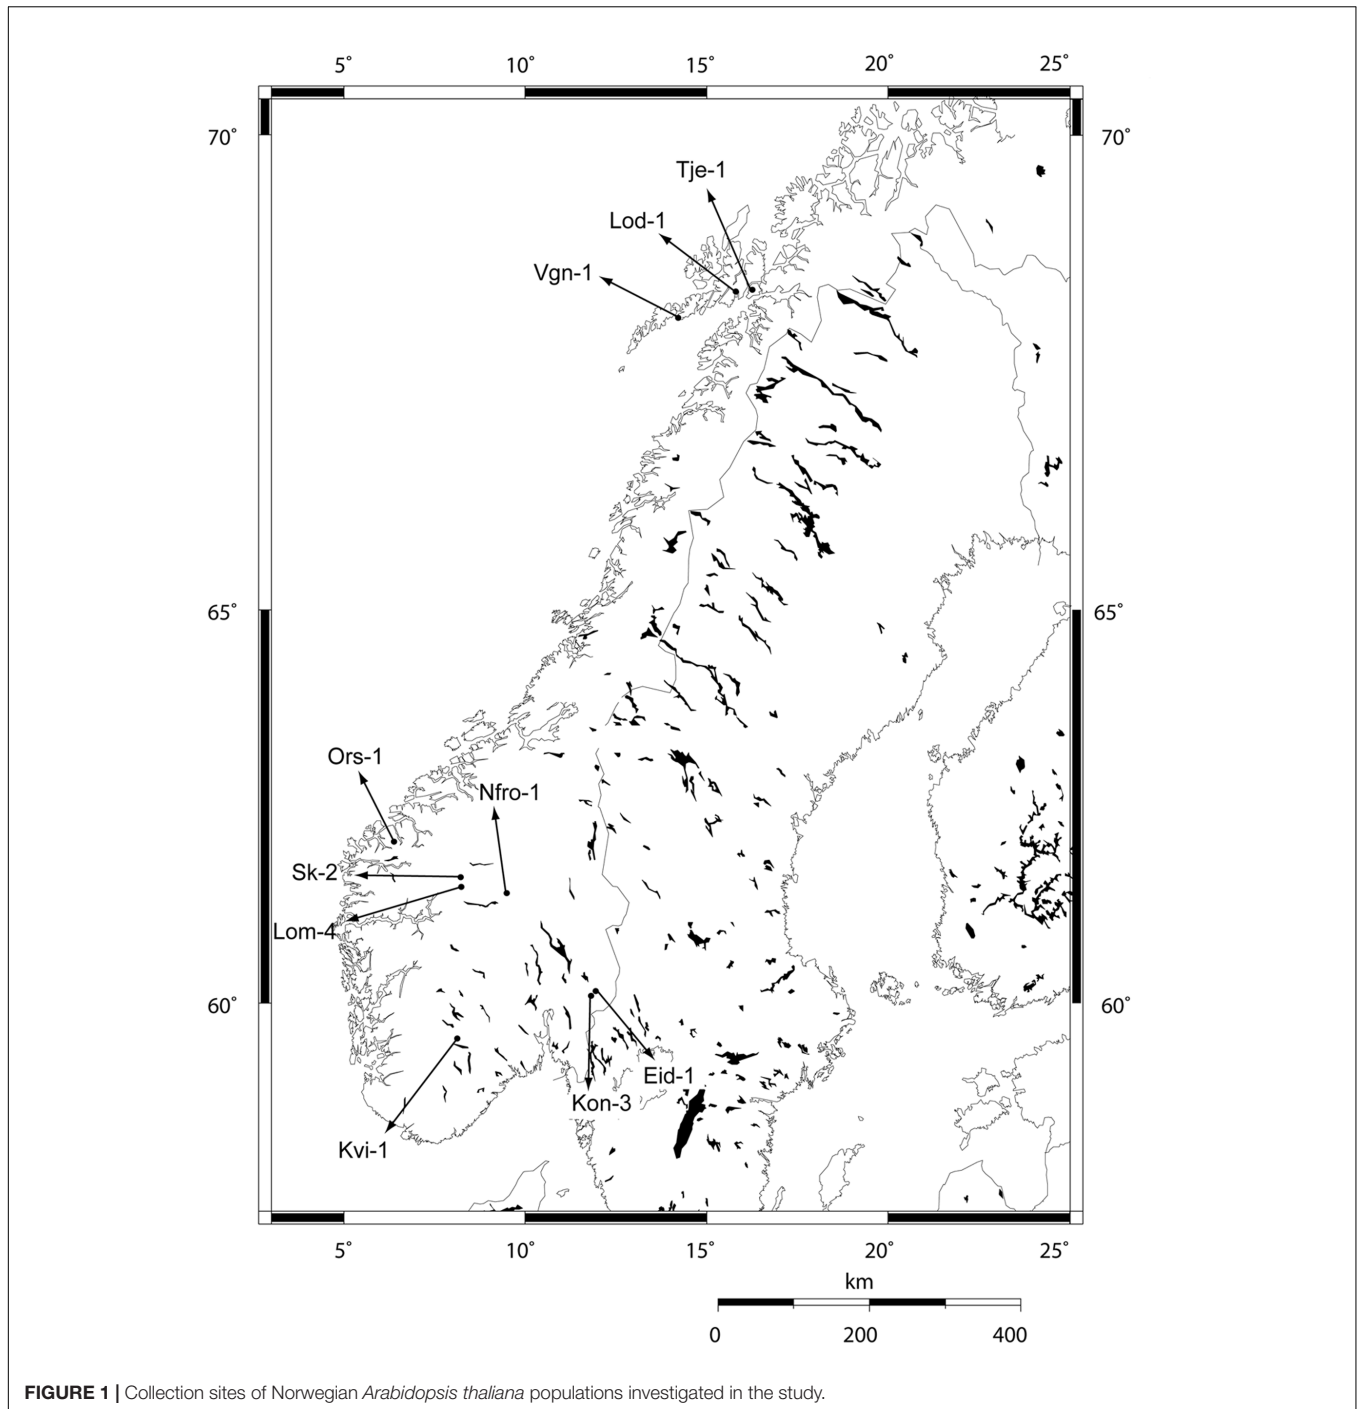 5° 10° 15° 20° 25°
70° 70°
Tje-1
Lod-1
Vgn-1
65° 65°
Ors-1
Nfro-1
Sk-2
Lom-4
60° 60°
Eid-1
Kon-3
Kvi-1
5° 10° 15° 20° 25°
km
0 200 400
FIGURE 1 | Collection sites of Norwegian Arabidopsis thaliana populations investigated in the study.